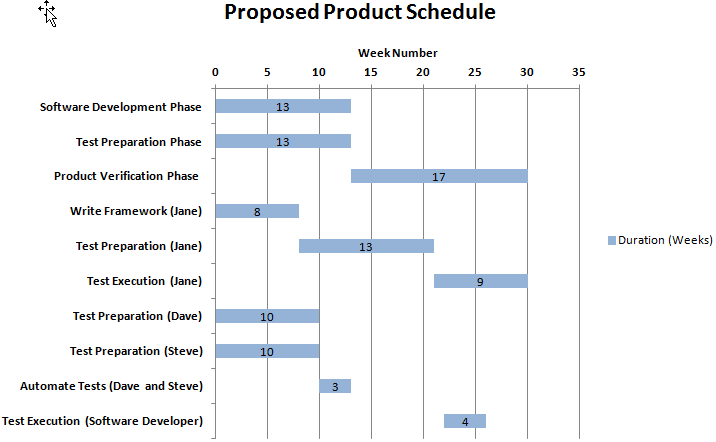 Proposed Product Schedule
Week Number
0 5 10 15 20 25 30 35
Software Development Phase 13
Test Preparation Phase 13
Product Verification Phase 17
Write Framework (Jane) 8
Duration (Weeks)
Test Preparation (Jane) 13
Test Execution (Jane) 9
Test Preparation (Dave) 10
Test Preparation (Steve) 10
Automate Tests (Dave and Steve) 3
Test Execution (Software Developer) 4